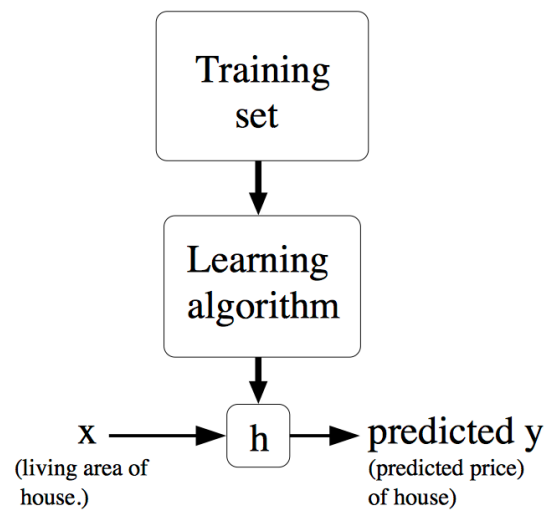 Training
set
Learning
algorithm
x
h
predicted y
(living area of
house.)
(predicted price)
of house)